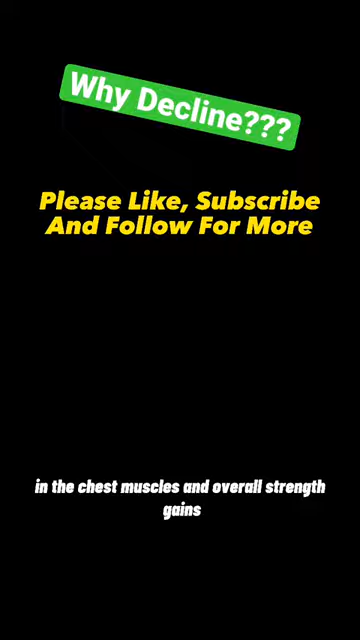 Why Decline???
Please Like, Subscribe
And Follow For More
in the chest muscles and overall strength
gains